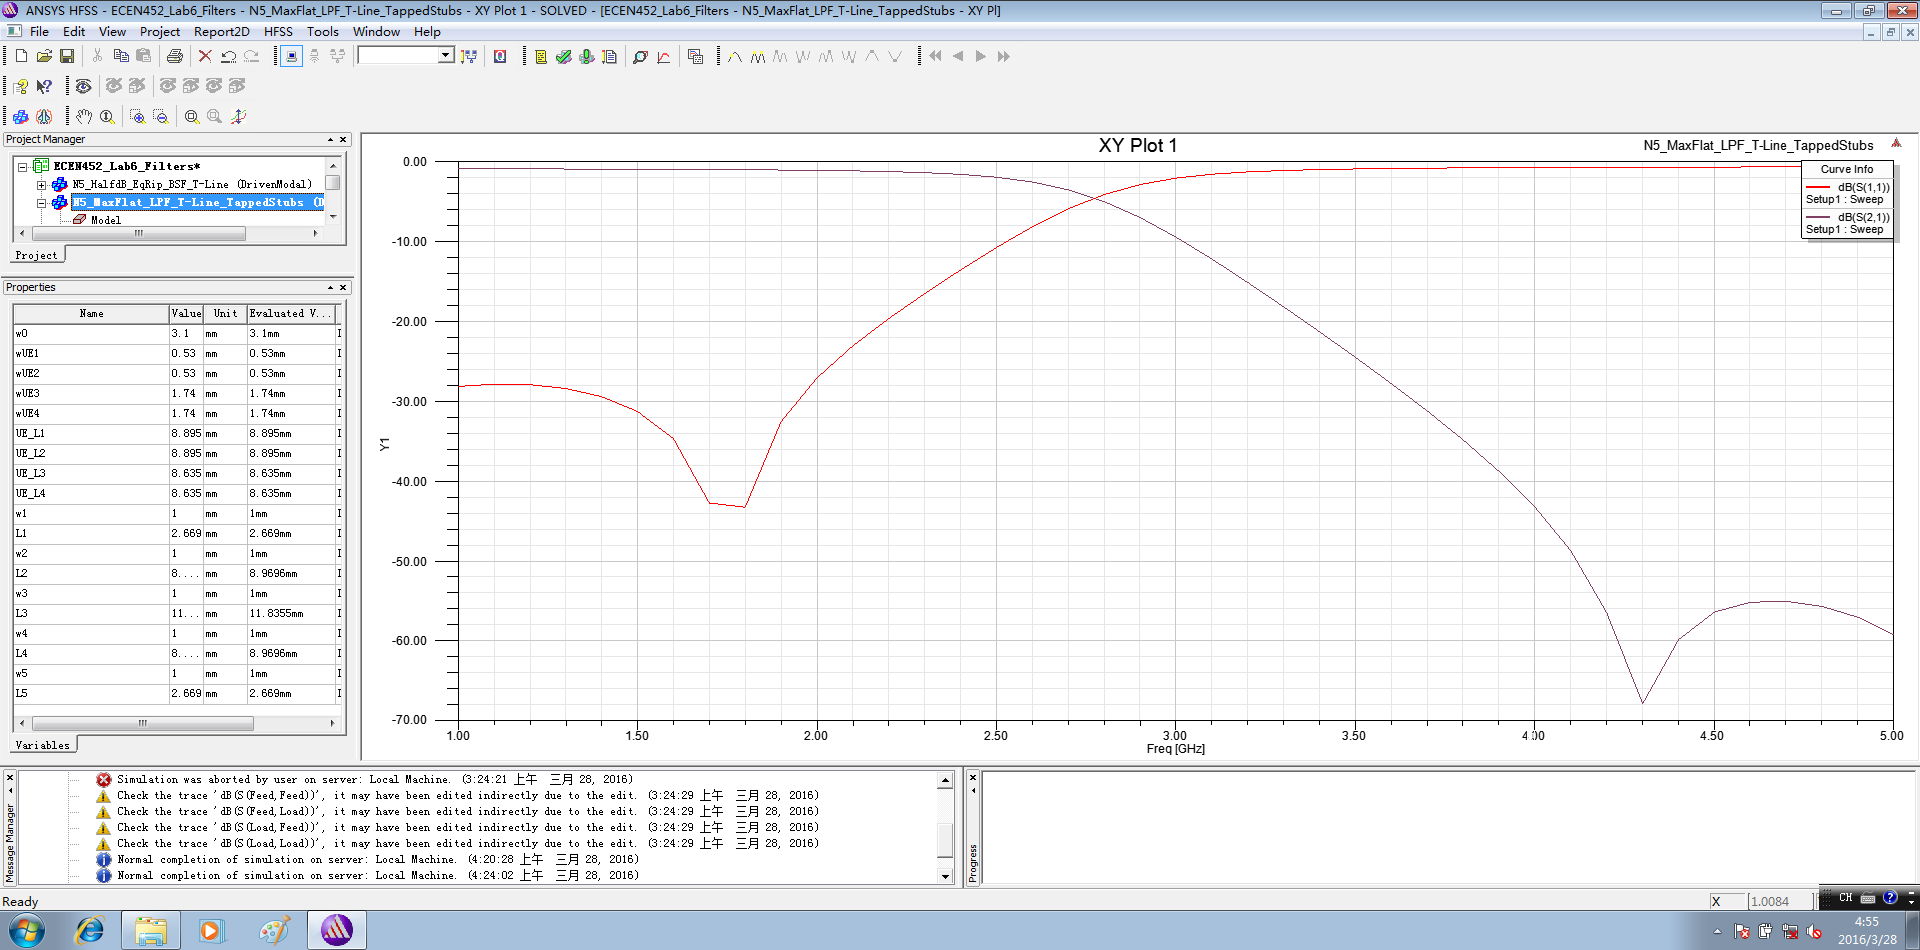 ANSYS HFSS - ECEN452_Lab6_Filters - N5_MaxFlat_LPF_T-Line_TappedStubs - XY Plot 1 - SOLVED - [ECEN452_Lab6_Filters - N5_MaxFlat_LPF_T-Line_TappedStubs - XY Pl]
File Edit View Project Report2D HFSS Tools Window Help
Project Manager
ECEN452_Lab6_Filters*
N5_HalfdB_EqRip_BSF_T-Line (DrivenModal)
N5_MaxFlat_LPF_T-Line_TappedStubs (D
Model
Project
Properties
Name Value Unit Evaluated V...
w0 3.1 mm 3.1mm
wUE1 0.53 mm 0.53mm
wUE2 0.53 mm 0.53mm
wUE3 1.74 mm 1.74mm
wUE4 1.74 mm 1.74mm
UE_L1 8.895 mm 8.895mm
UE_L2 8.895 mm 8.895mm
UE_L3 8.635 mm 8.635mm
UE_L4 8.635 mm 8.635mm
w1 1 mm 1mm
L1 2.669 mm 2.669mm
w2 1 mm 1mm
L2 8.... mm 8.9696mm
w3 1 mm 1mm
L3 11... mm 11.8355mm
w4 1 mm 1mm
L4 8.... mm 8.9696mm
w5 1 mm 1mm
L5 2.669 mm 2.669mm
Variables
XY Plot 1
N5_MaxFlat_LPF_T-Line_TappedStubs
Curve Info
dB(S(1,1))
Setup1 : Sweep
dB(S(2,1))
Setup1 : Sweep
0.00
-10.00
-20.00
-30.00
-40.00
-50.00
-60.00
-70.00
Y1
1.00 1.50 2.00 2.50 3.00 3.50 4.00 4.50 5.00
Freq [GHz]
Message Manager
Simulation was aborted by user on server: Local Machine. (3:24:21 上午 三月 28, 2016)
Check the trace 'dB(S(Feed,Feed))', it may have been edited indirectly due to the edit. (3:24:29 上午 三月 28, 2016)
Check the trace 'dB(S(Load,Feed))', it may have been edited indirectly due to the edit. (3:24:29 上午 三月 28, 2016)
Check the trace 'dB(S(Load,Feed))', it may have been edited indirectly due to the edit. (3:24:29 上午 三月 28, 2016)
Check the trace 'dB(S(Load,Load))', it may have been edited indirectly due to the edit. (3:24:29 上午 三月 28, 2016)
Normal completion of simulation on server: Local Machine. (4:20:28 上午 三月 28, 2016)
Normal completion of simulation on server: Local Machine. (4:24:02 上午 三月 28, 2016)
Progress
Ready
X 1.0084
CH
4:55
2016/3/28